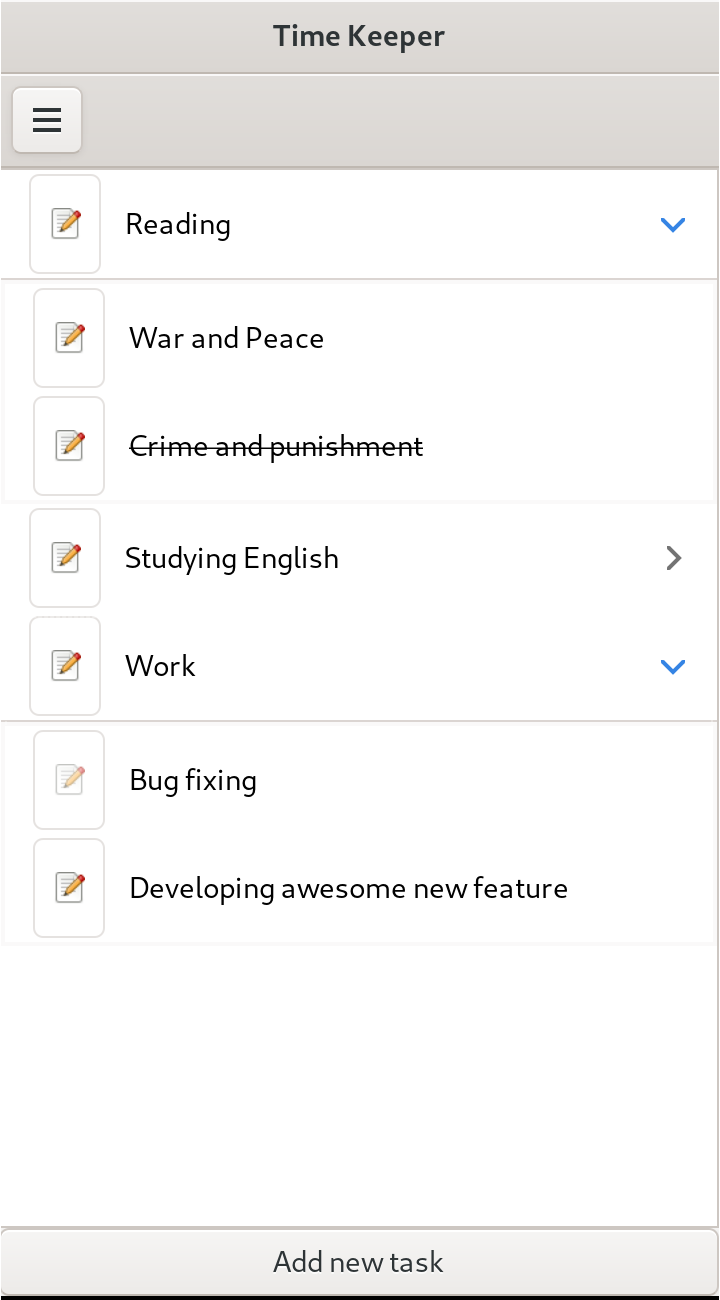 Time Keeper
Reading
War and Peace
Crime and punishment
Studying English
Work
Bug fixing
Developing awesome new feature
Add new task